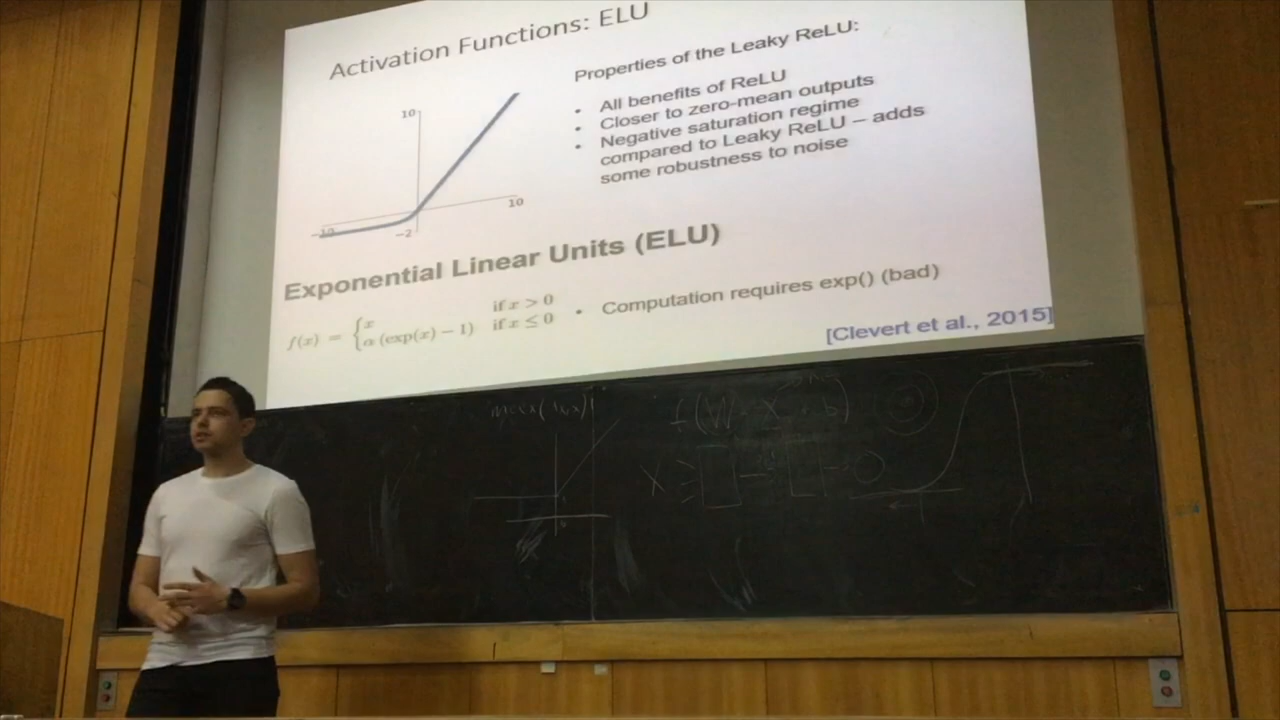 Activation Functions: ELU
Properties of the Leaky ReLU:
• All benefits of ReLU
• Closer to zero-mean outputs
• Negative saturation regime
compared to Leaky ReLU – adds
some robustness to noise
10
10
-10
-2
Exponential Linear Units (ELU)
f(x) = { x if x > 0
α (exp(x) − 1) if x ≤ 0
• Computation requires exp() (bad)
[Clevert et al., 2015]
f(W · X + b)
X